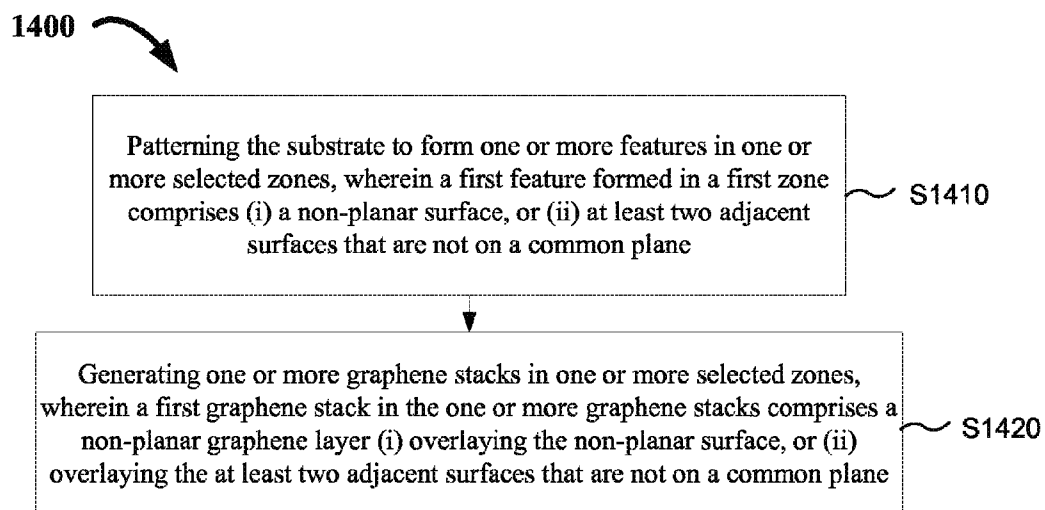 1400
Patterning the substrate to form one or more features in one or
more selected zones, wherein a first feature formed in a first zone
comprises (i) a non-planar surface, or (ii) at least two adjacent
surfaces that are not on a common plane
S1410
Generating one or more graphene stacks in one or more selected zones,
wherein a first graphene stack in the one or more graphene stacks comprises a
non-planar graphene layer (i) overlaying the non-planar surface, or (ii)
overlaying the at least two adjacent surfaces that are not on a common plane
S1420